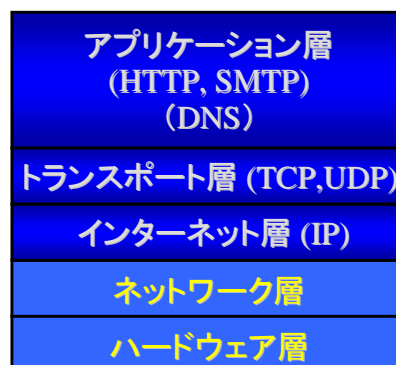 アプリケーション層
(HTTP, SMTP)
（DNS）
トランスポート層 (TCP,UDP)
インターネット層 (IP)
ネットワーク層
ハードウェア層